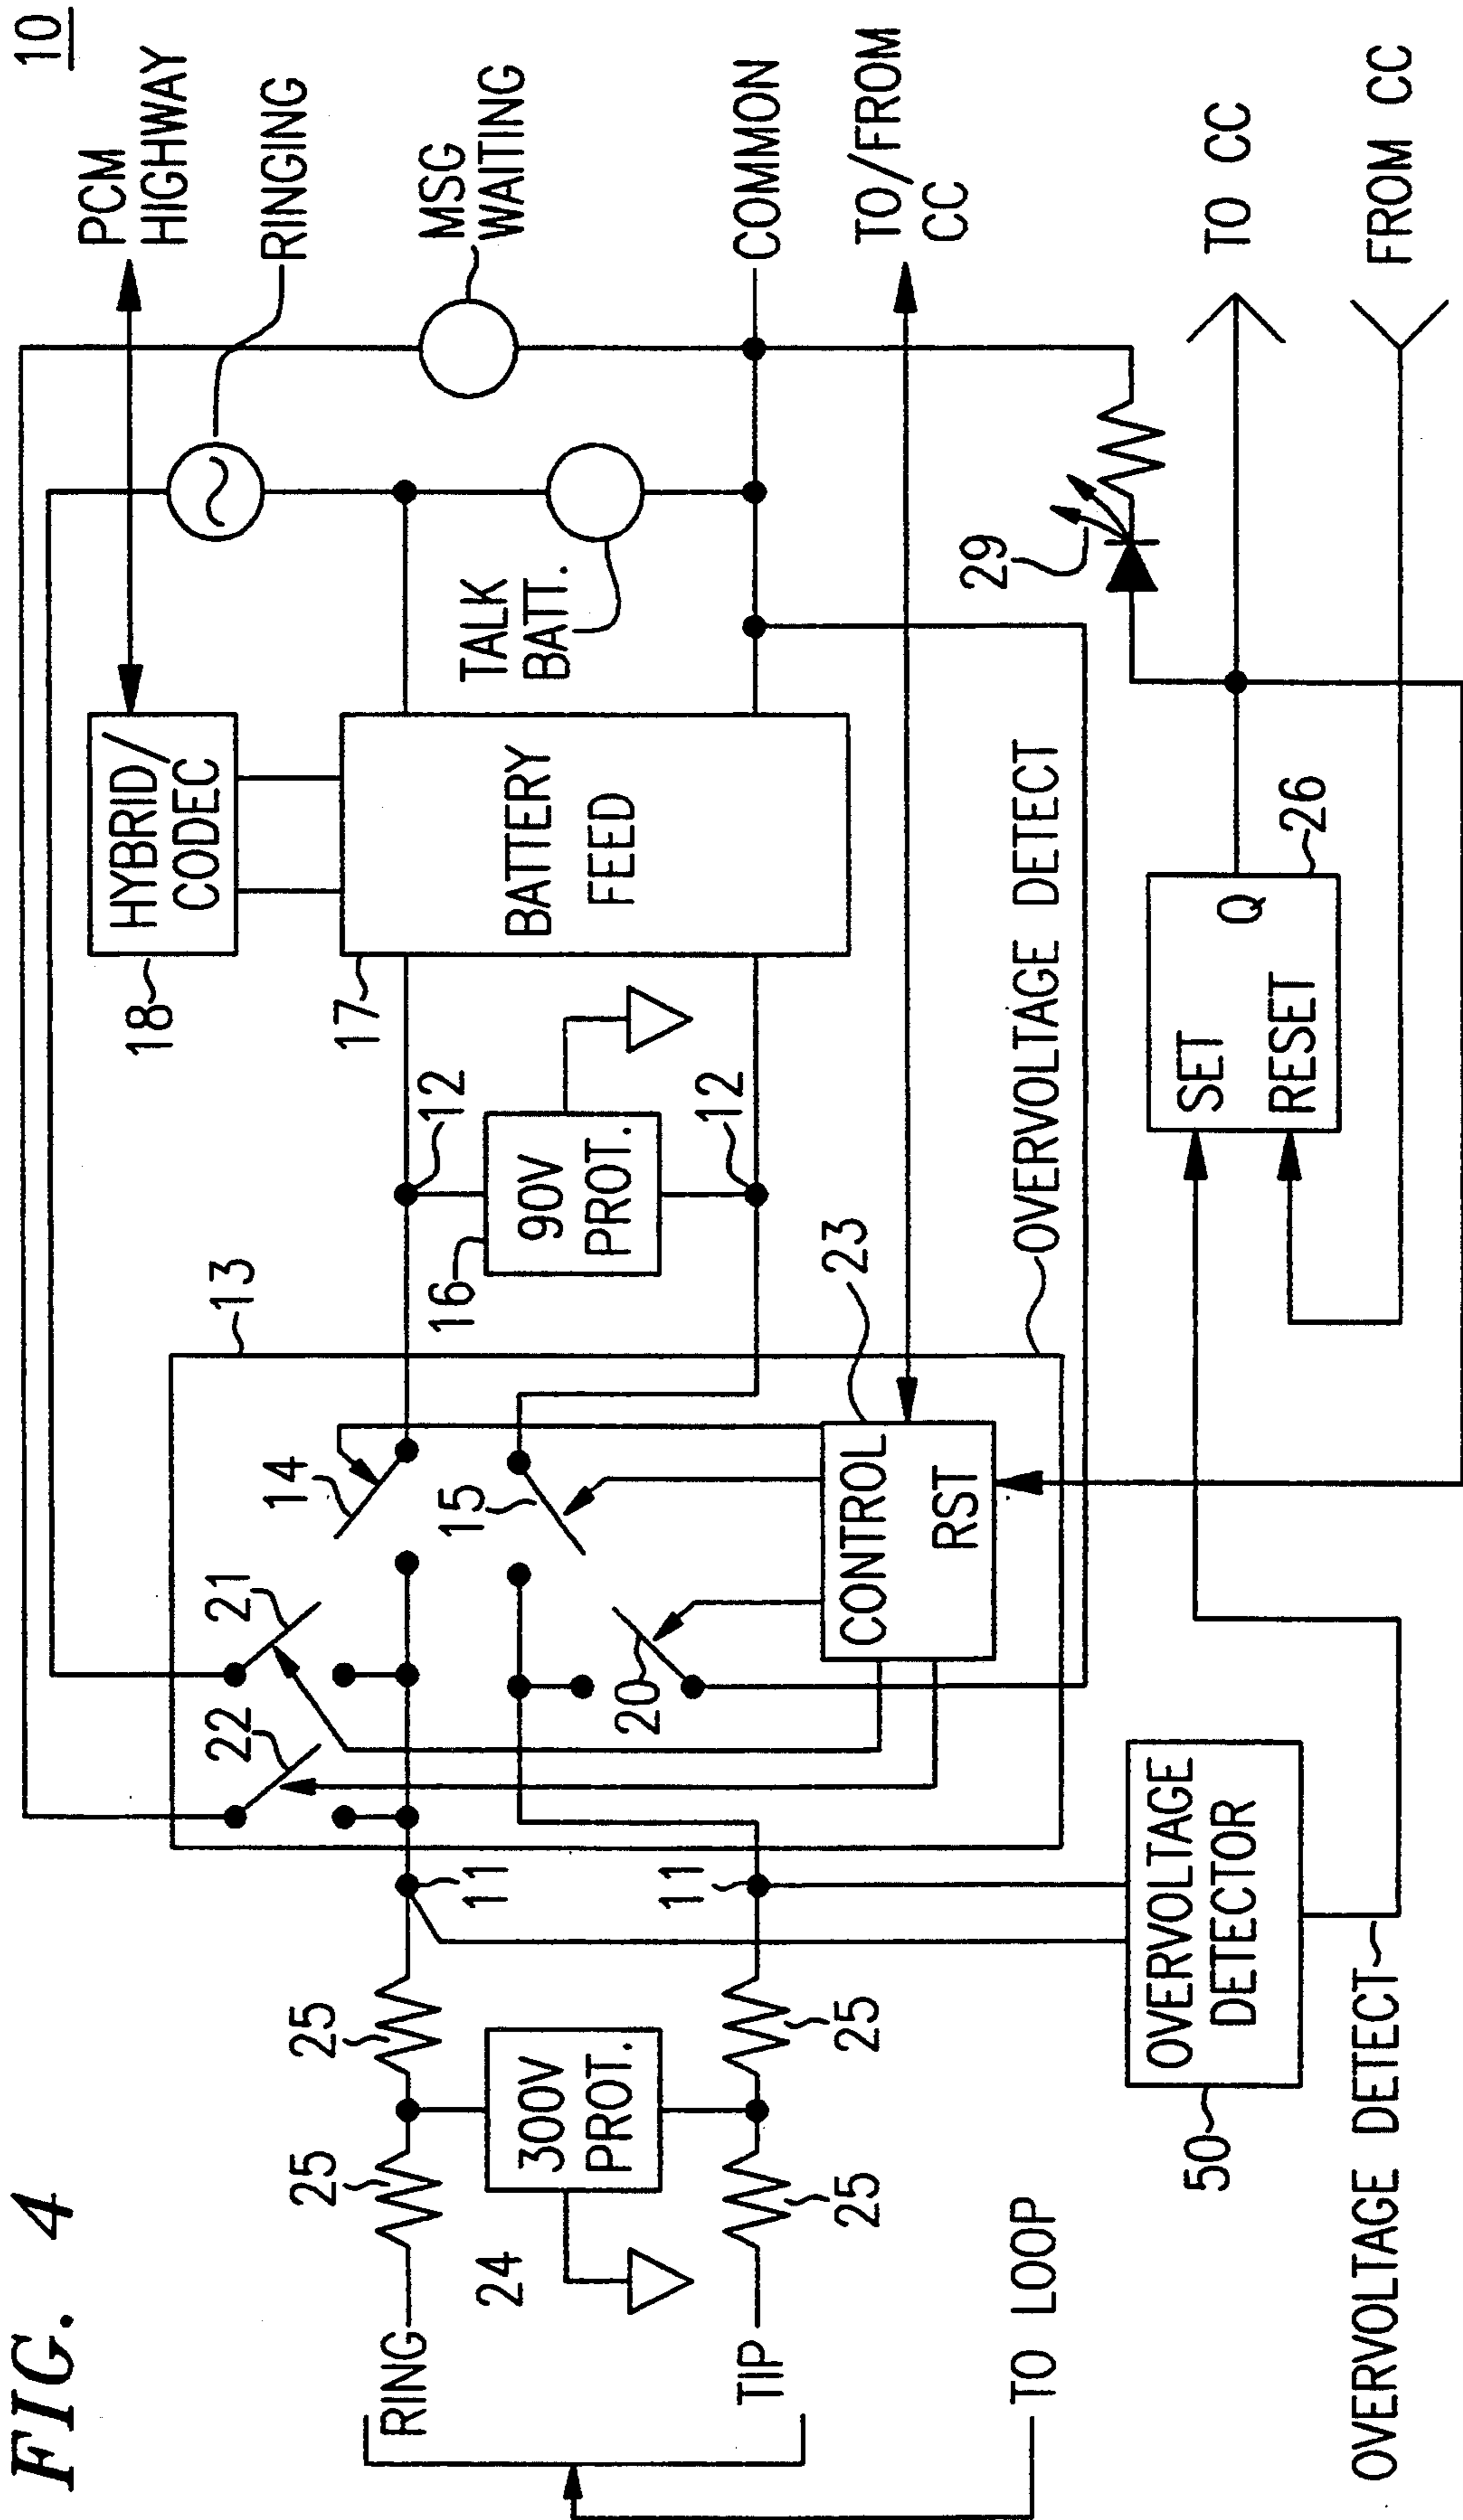 FIG. 4
10
PCM
HIGHWAY
RINGING
MSG
WAITING
COMMON
TO/FROM
CC
TO CC
FROM CC
HYBRID/
CODEC
18
BATTERY
FEED
17
TALK
BATT.
29
12
12
90V
PROT.
16
13
14
15
21
22
20
CONTROL
RST
23
OVERVOLTAGE DETECT
SET
RESET
Q
26
11
11
25
25
25
25
300V
PROT.
24
RING
TIP
TO LOOP
OVERVOLTAGE
DETECTOR
50
OVERVOLTAGE DETECT